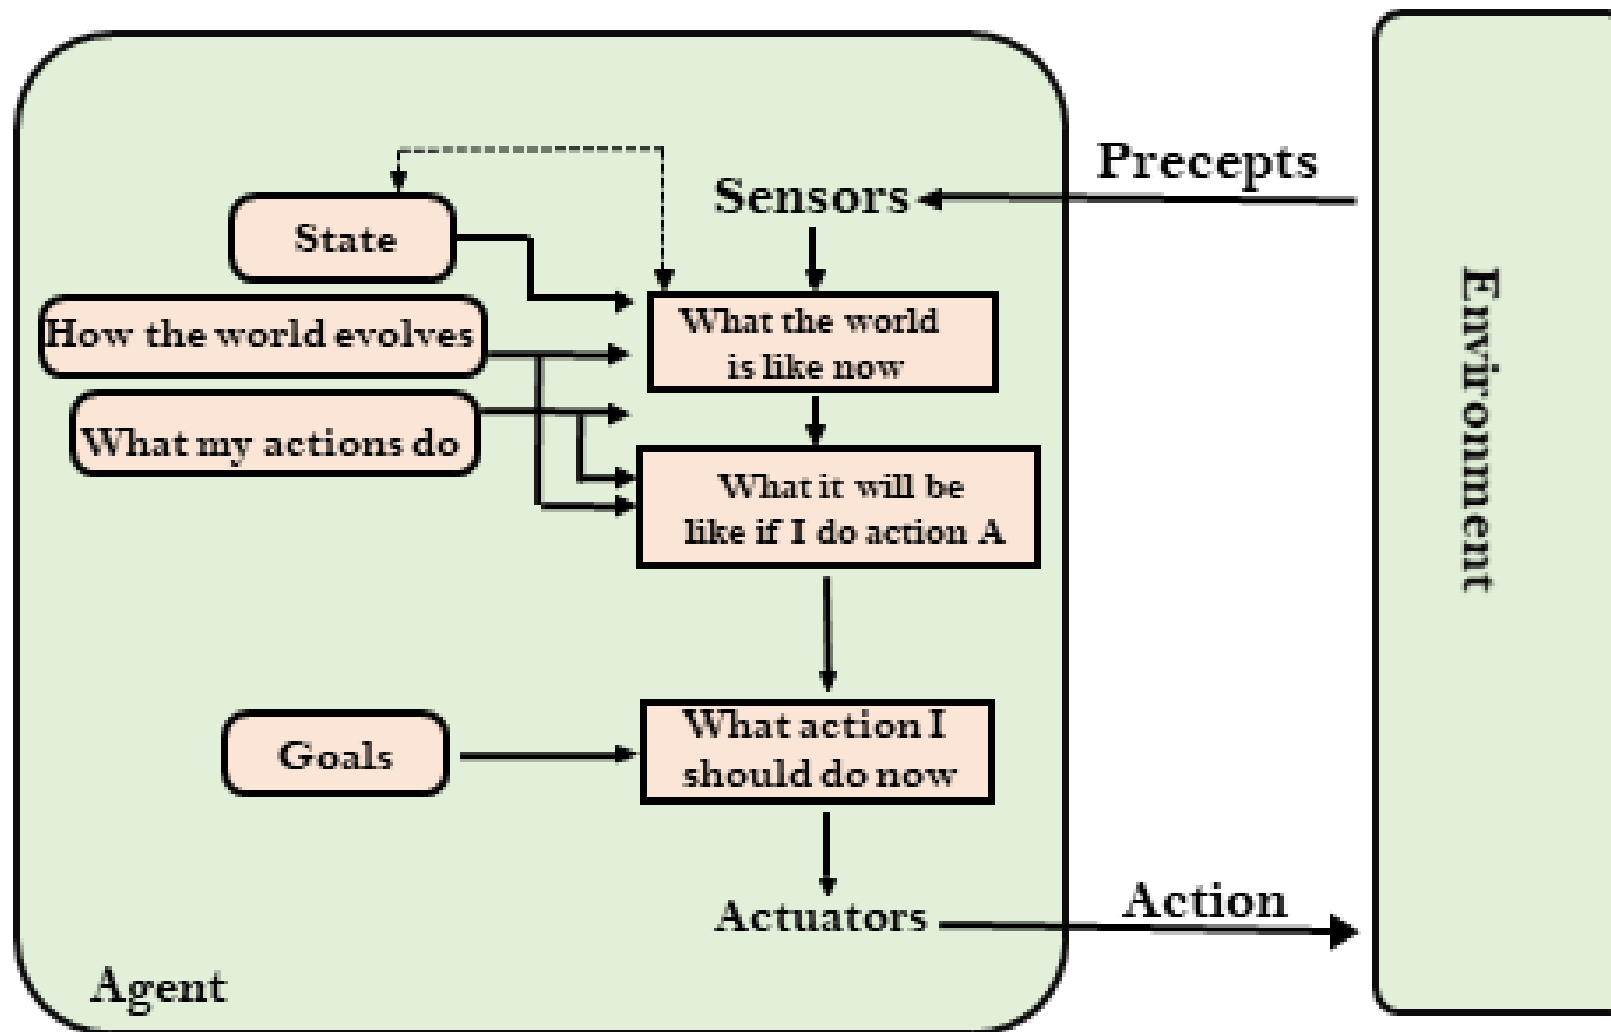 Precepts
Sensors
State
How the world evolves
What the world
is like now
What my actions do
What it will be
like if I do action A
Environment
Goals
What action I
should do now
Actuators
Action
Agent